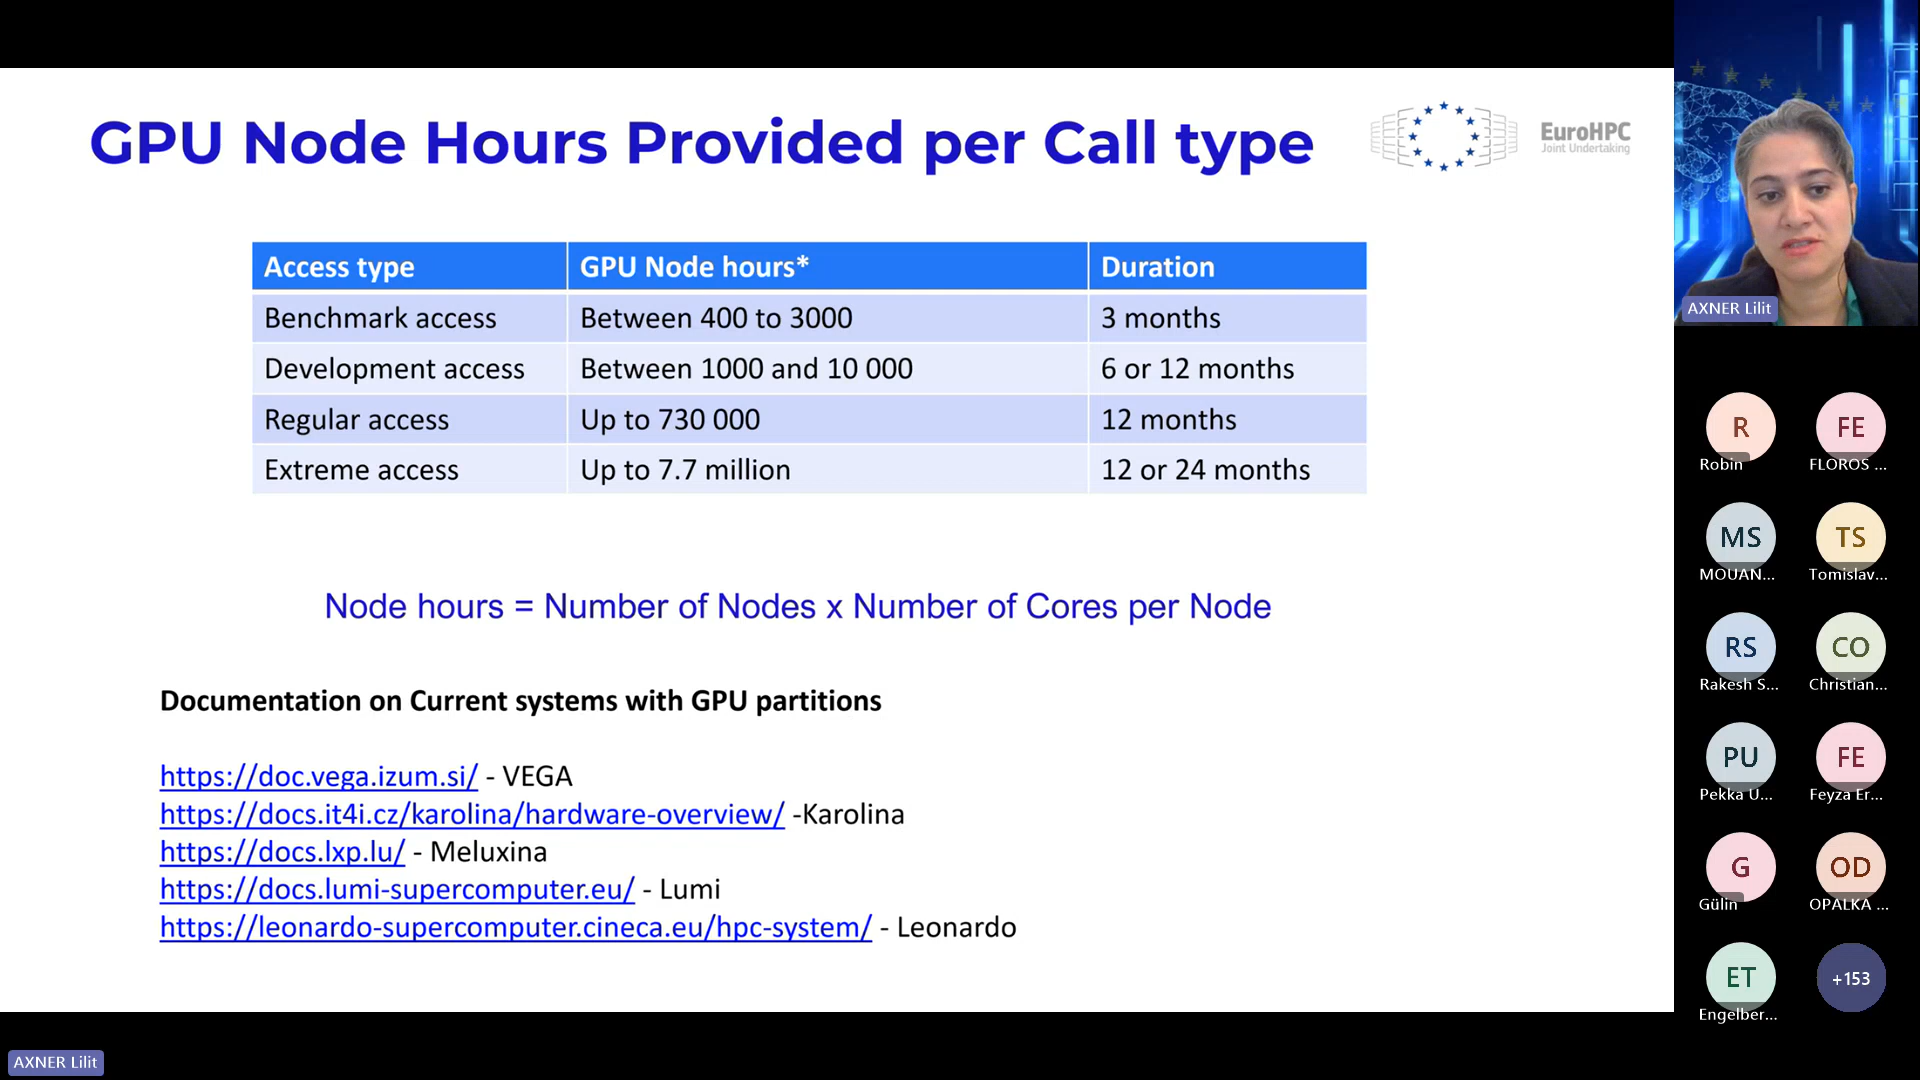 GPU Node Hours Provided per Call type
EuroHPC
Joint Undertaking
Access type GPU Node hours* Duration
Benchmark access Between 400 to 3000 3 months
Development access Between 1000 and 10 000 6 or 12 months
Regular access Up to 730 000 12 months
Extreme access Up to 7.7 million 12 or 24 months
Node hours = Number of Nodes x Number of Cores per Node
Documentation on Current systems with GPU partitions
https://doc.vega.izum.si/ - VEGA
https://docs.it4i.cz/karolina/hardware-overview/ -Karolina
https://docs.lxp.lu/ - Meluxina
https://docs.lumi-supercomputer.eu/ - Lumi
https://leonardo-supercomputer.cineca.eu/hpc-system/ - Leonardo
AXNER Lilit
R FE
Robin FLOROS ...
MS TS
MOUAN... Tomislav...
RS CO
Rakesh S... Christian...
PU FE
Pekka U... Feyza Er...
G OD
Gülin OPALKA ...
ET +153
Engelber...
AXNER Lilit